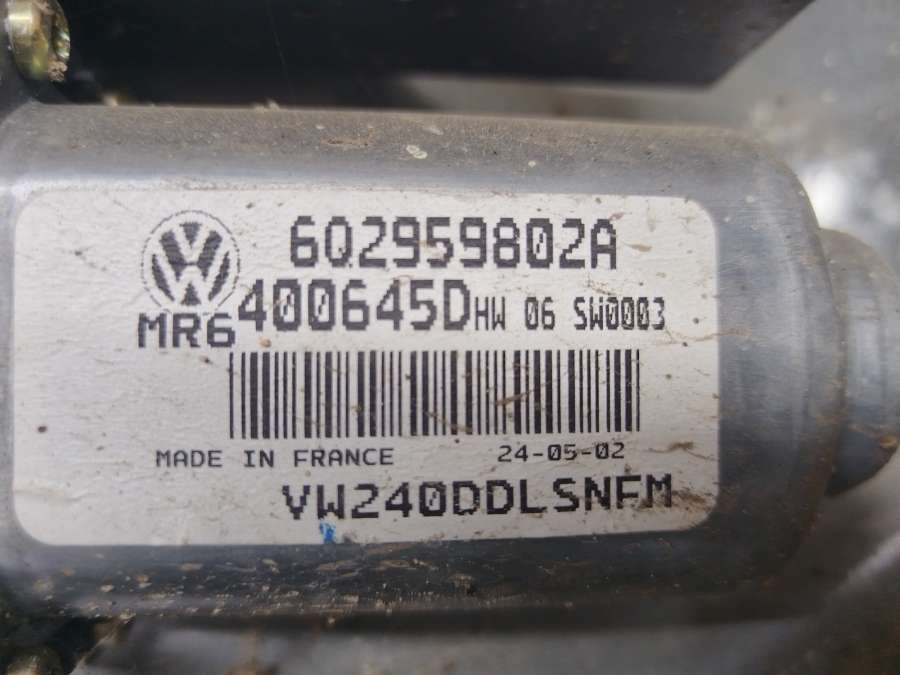 6Q2959802A
400645D HW 06 SW0003
MR6
MADE IN FRANCE 24-05-02
VW240DDLSNFM